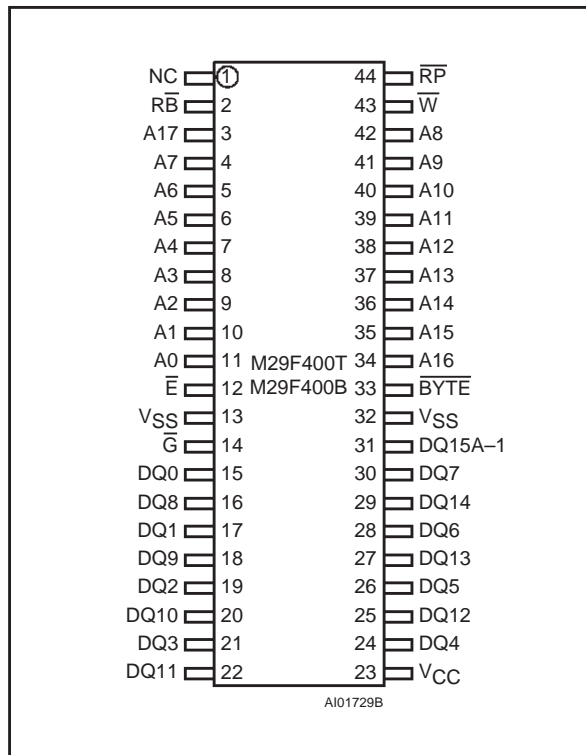 NC 1 44 R̅P̅
RB̅ 2 43 W̅
A17 3 42 A8
A7 4 41 A9
A6 5 40 A10
A5 6 39 A11
A4 7 38 A12
A3 8 37 A13
A2 9 36 A14
A1 10 35 A15
A0 11 M29F400T 34 A16
E̅ 12 M29F400B 33 B̅Y̅T̅E̅
VSS 13 32 VSS
G̅ 14 31 DQ15A–1
DQ0 15 30 DQ7
DQ8 16 29 DQ14
DQ1 17 28 DQ6
DQ9 18 27 DQ13
DQ2 19 26 DQ5
DQ10 20 25 DQ12
DQ3 21 24 DQ4
DQ11 22 23 VCC
AI01729B